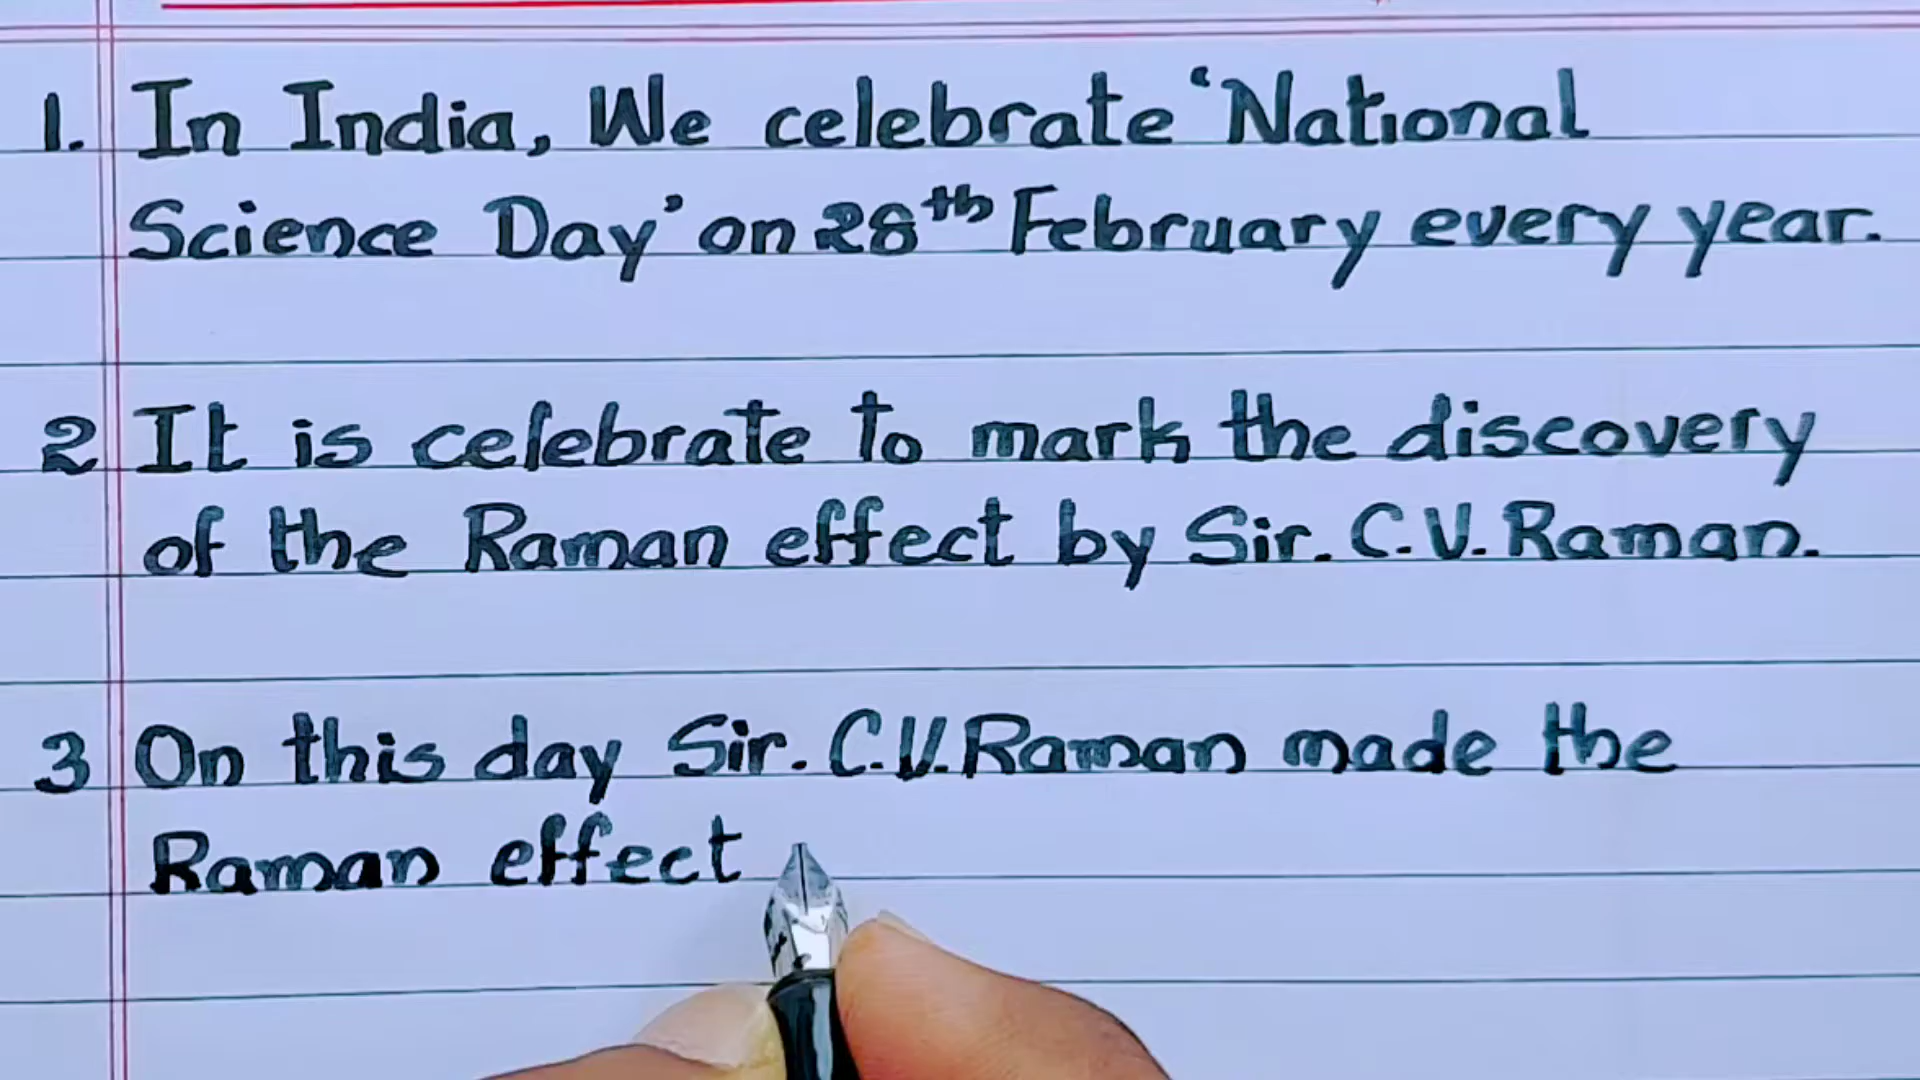 1. In India, We celebrate 'National
Science Day' on 28th February every year.
2 It is celebrate to mark the discovery
of the Raman effect by Sir. C.V. Raman.
3 On this day Sir. C.V. Raman made the
Raman effect